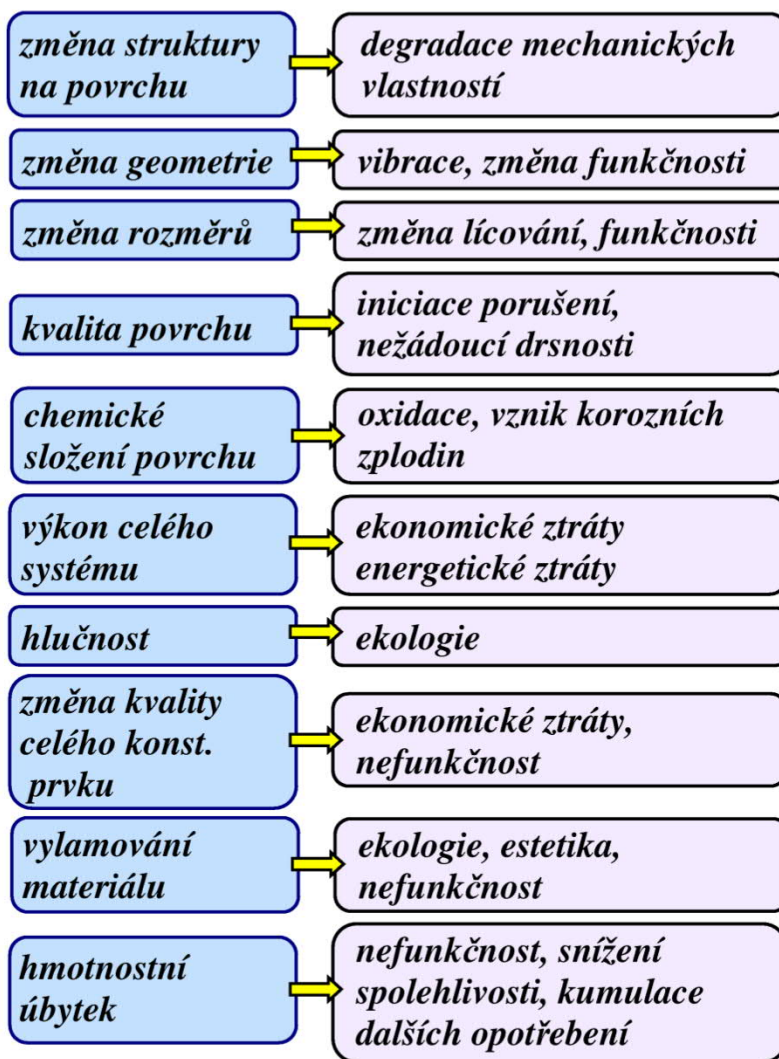 změna struktury
na povrchu
degradace mechanických
vlastností
změna geometrie
vibrace, změna funkčnosti
změna rozměrů
změna lícování, funkčnosti
kvalita povrchu
iniciace porušení,
nežádoucí drsnosti
chemické
složení povrchu
oxidace, vznik korozních
zplodin
výkon celého
systému
ekonomické ztráty
energetické ztráty
hlučnost
ekologie
změna kvality
celého konst.
prvku
ekonomické ztráty,
nefunkčnost
vylamování
materiálu
ekologie, estetika,
nefunkčnost
hmotnostní
úbytek
nefunkčnost, snížení
spolehlivosti, kumulace
dalších opotřebení